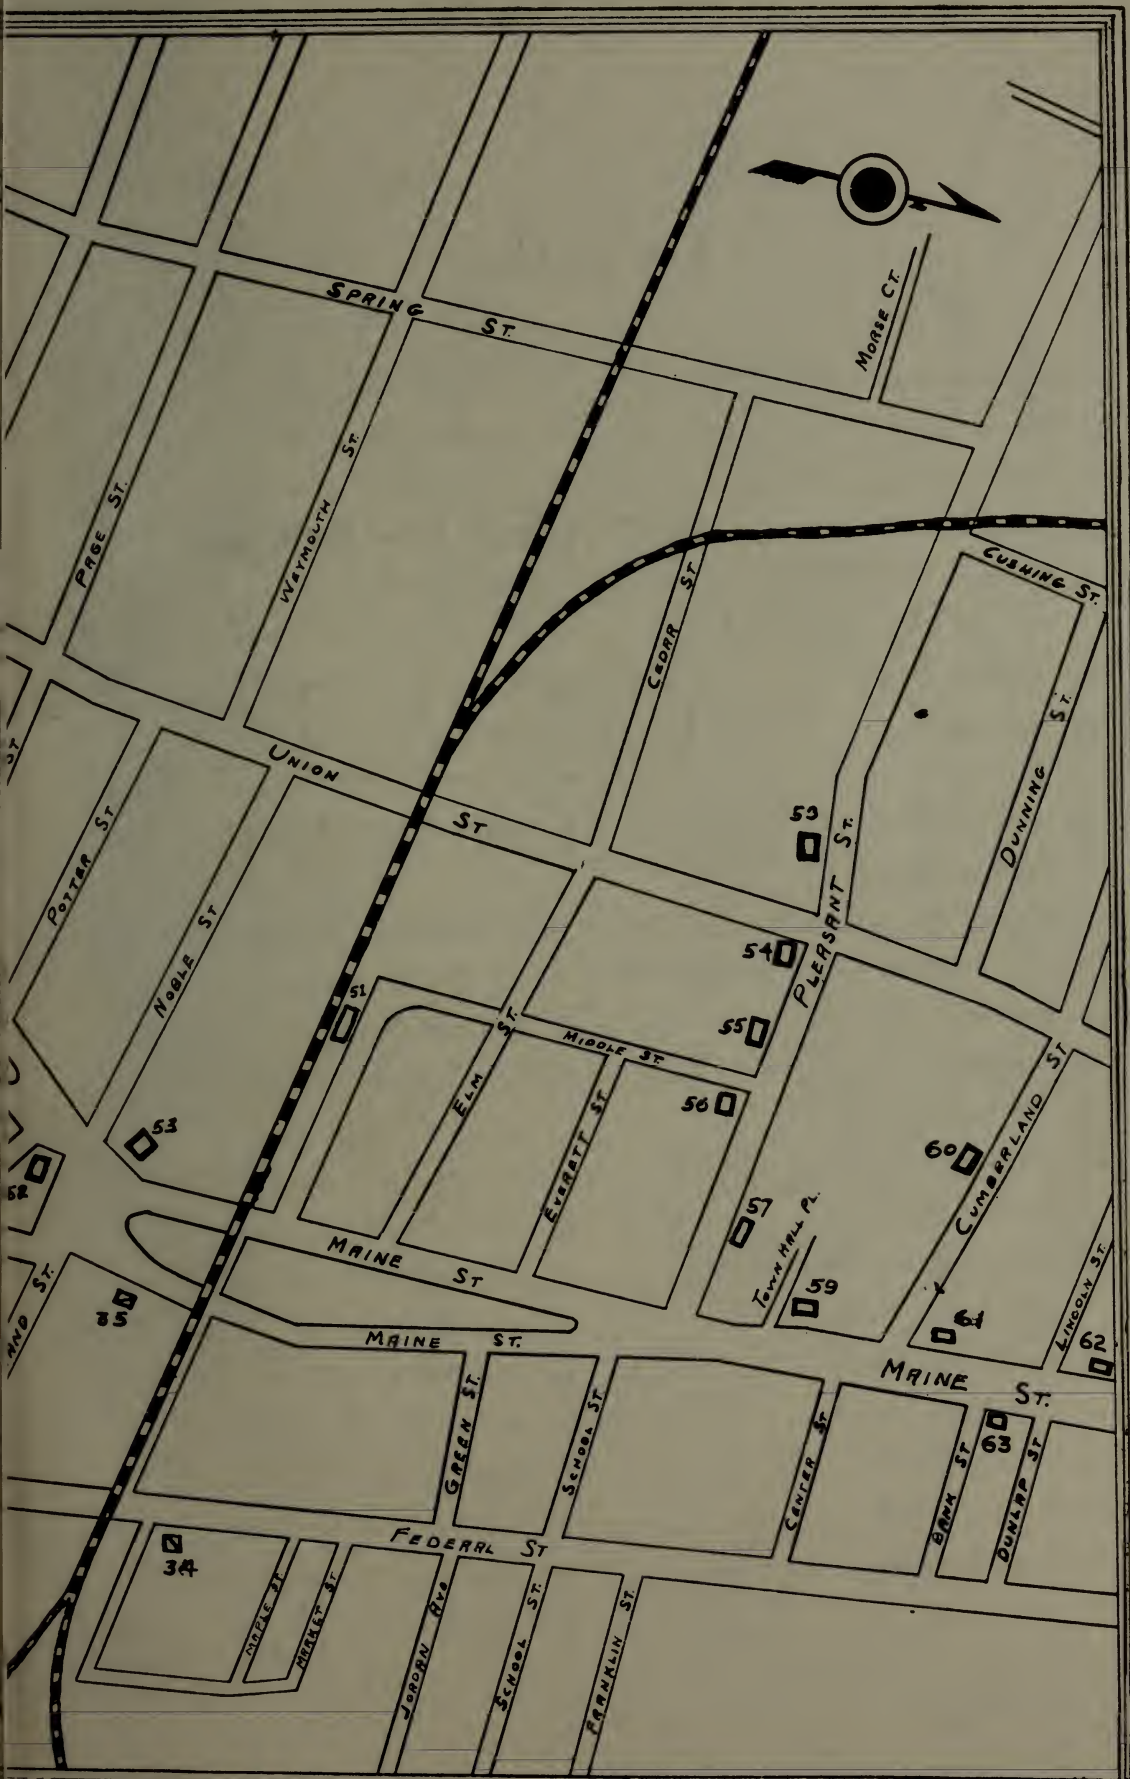 N
MORSE CT.
SPRING ST.
PAGE ST.
WEYMOUTH ST.
CUSHING ST.
CEDAR ST
DUNNING ST.
UNION ST
POTTER ST
NOBLE ST
53
PLEASANT ST.
54
51
55
MIDDLE ST.
ELM ST.
EVERETT ST
56
53
52
60
CUMBERLAND ST
57
TOWN HALL PL.
59
MAINE ST
LINCOLN ST.
61
62
AND ST.
35
MAINE ST.
MAINE ST.
GREEN ST.
SCHOOL ST.
CENTER ST
BANK ST
63
DUNLAP ST
FEDERAL ST
34
MAPLE ST.
MARKET ST
JORDAN AVE
SCHOOL ST.
FRANKLIN ST.